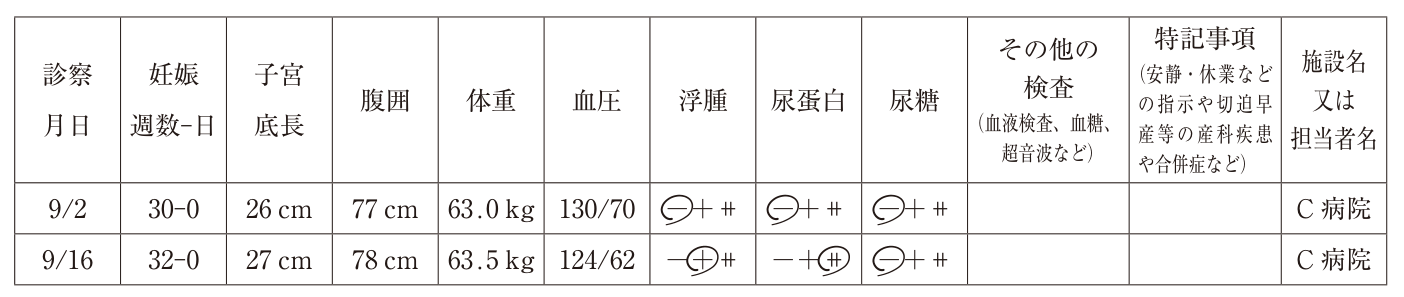 診察月日 妊娠週数-日 子宮底長 腹囲 体重 血圧 浮腫 尿蛋白 尿糖 その他の検査（血液検査、血糖、超音波など） 特記事項（安静・休業などの指示や切迫早産等の産科疾患や合併症など） 施設名又は担当者名
9/2 30-0 26 cm 77 cm 63.0 kg 130/70 − + ⧺ − + ⧺ − + ⧺ C 病院
9/16 32-0 27 cm 78 cm 63.5 kg 124/62 − + ⧺ − + ⧺ − + ⧺ C 病院